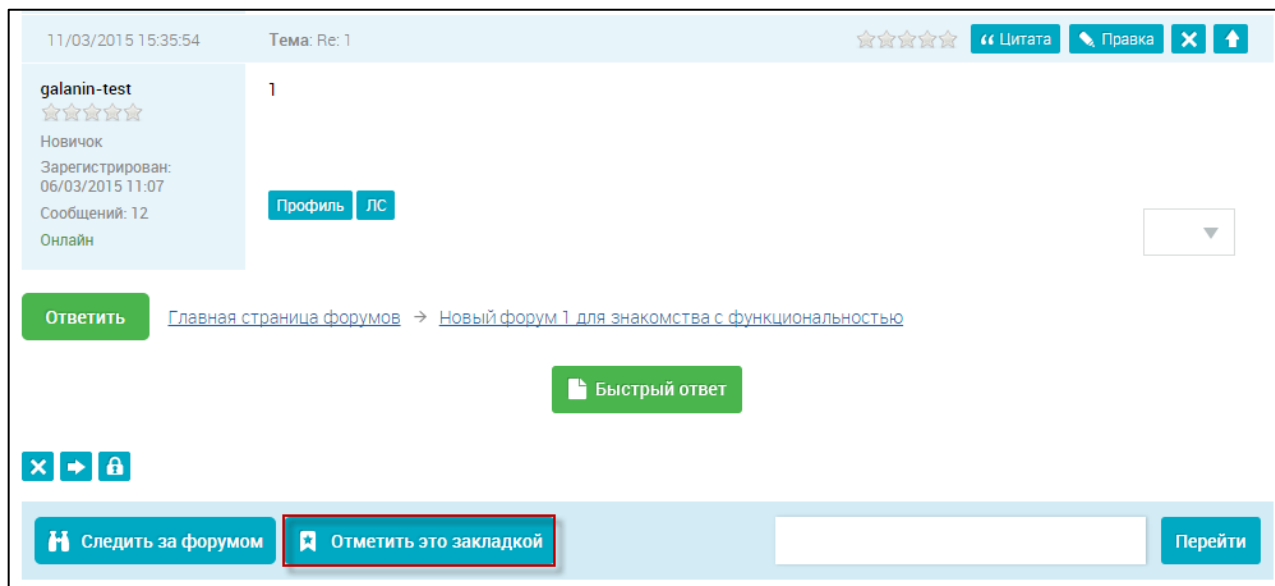 11/03/2015 15:35:54 Тема: Re: 1 Цитата Правка
galanin-test 1
Новичок
Зарегистрирован:
06/03/2015 11:07
Профиль ЛС
Сообщений: 12
Онлайн
Ответить Главная страница форумов → Новый форум 1 для знакомства с функциональностью
Быстрый ответ
Следить за форумом Отметить это закладкой Перейти